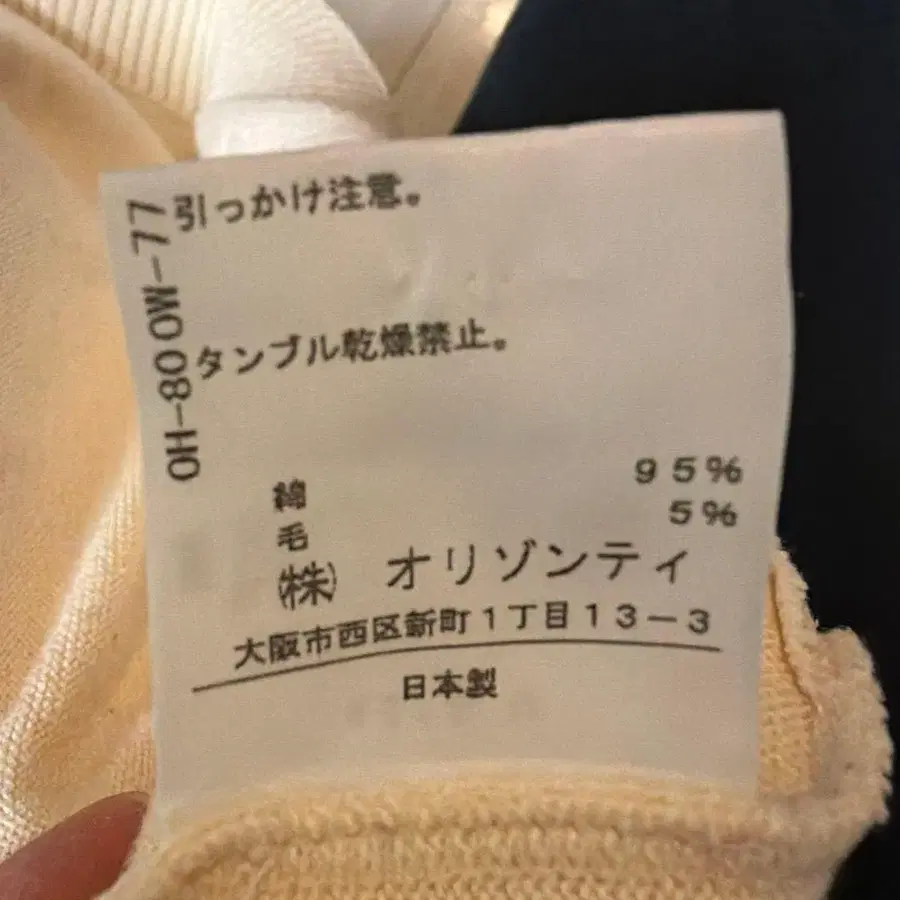 OH-800W-77
引っかけ注意。
タンブル乾燥禁止。
綿 95%
毛 5%
㈱ オリゾンティ
大阪市西区新町1丁目13-3
日本製